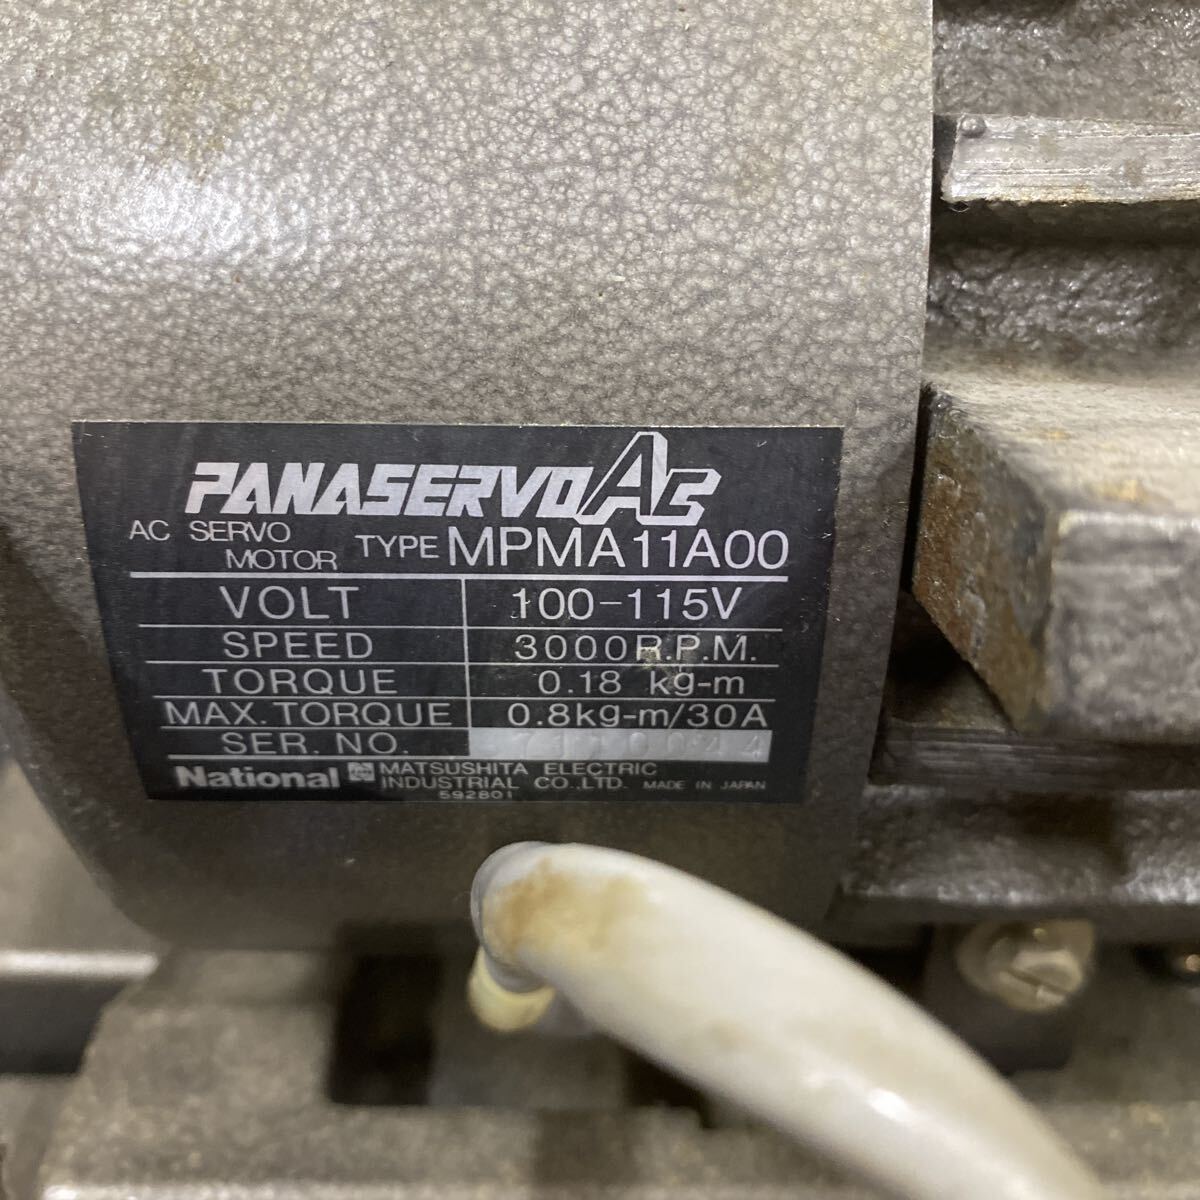 PANASERVO AC
AC SERVO MOTOR TYPE MPMA11A00
VOLT 100-115V
SPEED 3000R.P.M.
TORQUE 0.18 kg-m
MAX. TORQUE 0.8kg-m/30A
SER. NO.
National MATSUSHITA ELECTRIC
INDUSTRIAL CO.,LTD. MADE IN JAPAN
592801